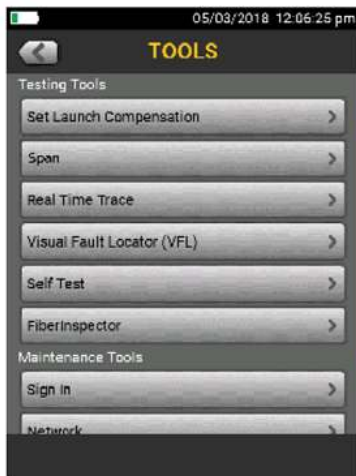 05/03/2018 12:06:25 pm
TOOLS
Testing Tools
Set Launch Compensation
Span
Real Time Trace
Visual Fault Locator (VFL)
Self Test
FiberInspector
Maintenance Tools
Sign In
Network